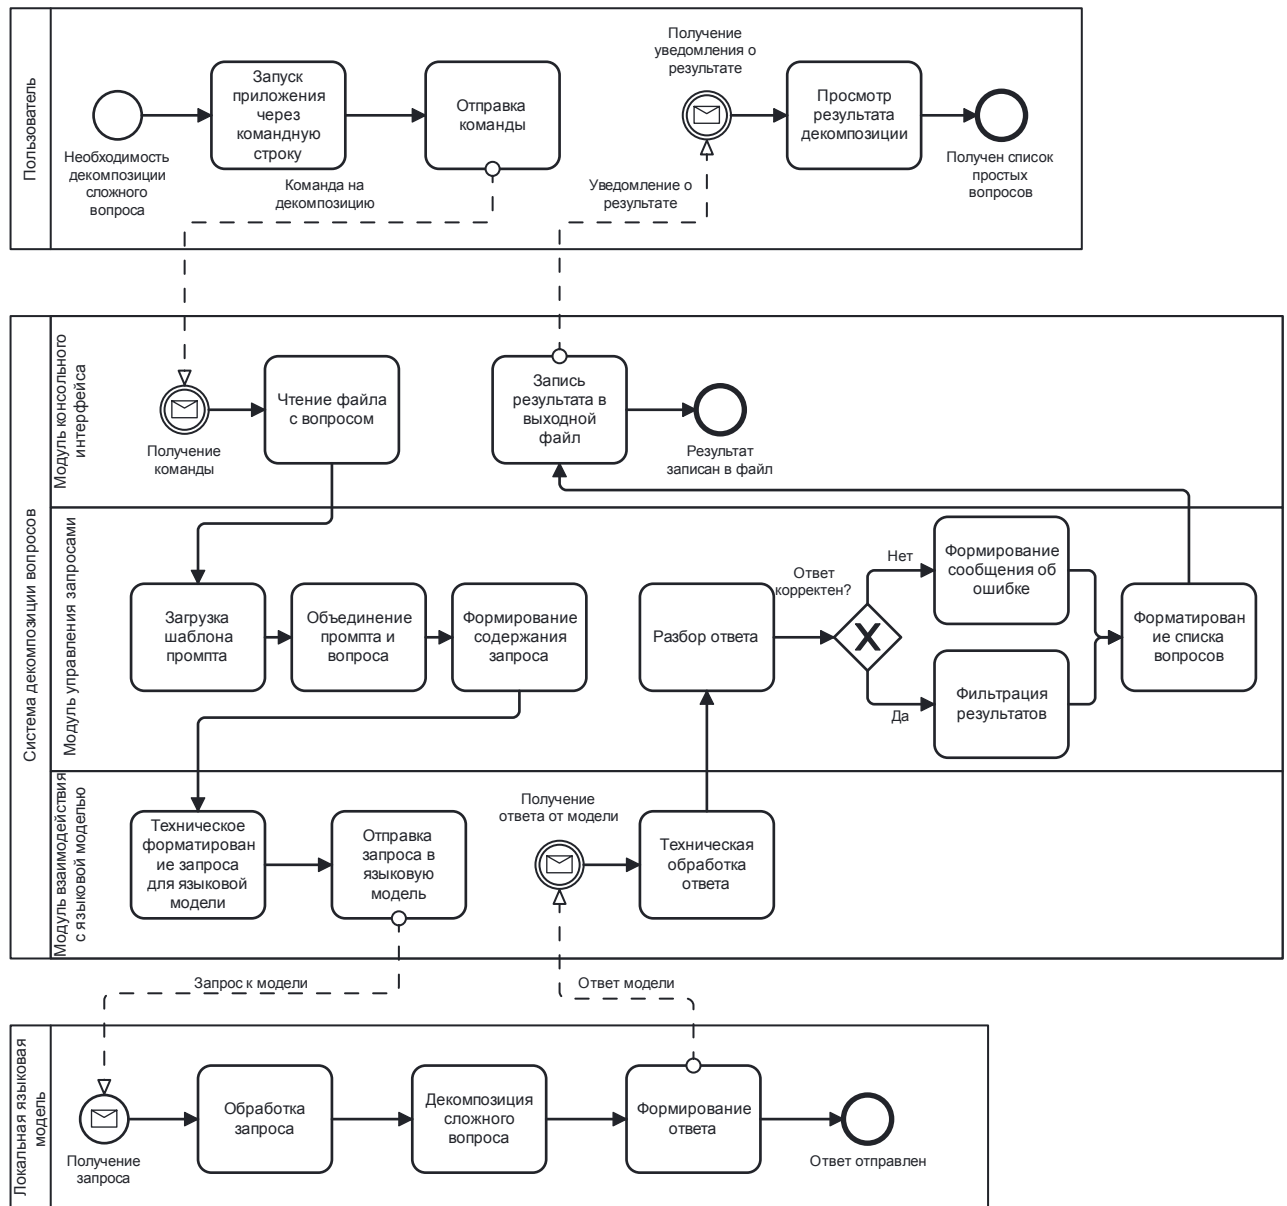 Пользователь
Необходимость
декомпозиции
сложного
вопроса
Запуск
приложения
через
командную
строку
Отправка
команды
Команда на
декомпозицию
Получение
уведомления о
результате
Уведомление о
результате
Просмотр
результата
декомпозиции
Получен список
простых
вопросов
Система декомпозиции вопросов
Модуль консольного
интерфейса
Получение
команды
Чтение файла
с вопросом
Запись
результата в
выходной
файл
Результат
записан в файл
Модуль управления запросами
Загрузка
шаблона
промпта
Объединение
промпта и
вопроса
Формирование
содержания
запроса
Разбор ответа
Ответ
корректен?
Нет
Да
Формирование
сообщения об
ошибке
Фильтрация
результатов
Форматирован
ие списка
вопросов
Модуль взаимодействия
с языковой моделью
Техническое
форматирован
ие запроса
для языковой
модели
Отправка
запроса в
языковую
модель
Получение
ответа от модели
Техническая
обработка
ответа
Запрос к модели
Ответ модели
Локальная языковая
модель
Получение
запроса
Обработка
запроса
Декомпозиция
сложного
вопроса
Формирование
ответа
Ответ отправлен